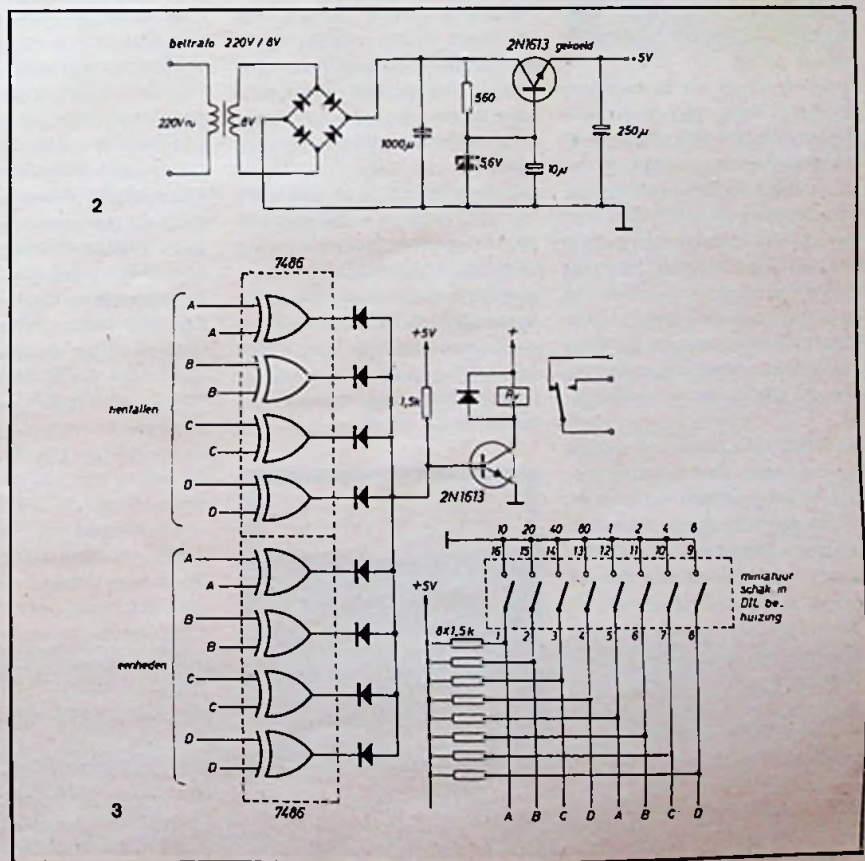 beltrafo 220V / 8V
2N1613 gekoeld
+5V
220V~
8V
560
1000µ
5,6V
10µ
250µ
2
7486
A
A
B
B
C
C
D
D
tientallen
+5V
+
1,5k
Ry
2N1613
A
A
B
B
C
C
D
D
eenheden
7486
10 20 40 80 1 2 4 8
16 15 14 13 12 11 10 9
miniatuur
schak in
DIL be-
huizing
+5V
1 2 3 4 5 6 7 8
8x1,5k
A B C D A B C D
3